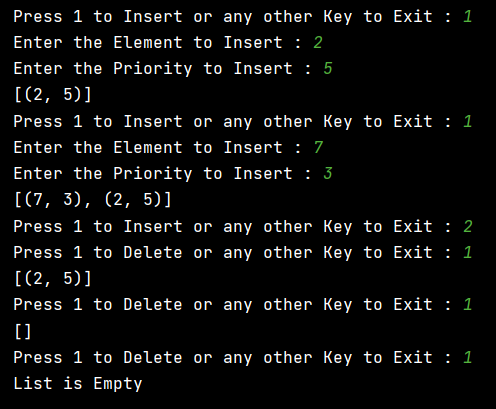 Press 1 to Insert or any other Key to Exit : 1
Enter the Element to Insert : 2
Enter the Priority to Insert : 5
[(2, 5)]
Press 1 to Insert or any other Key to Exit : 1
Enter the Element to Insert : 7
Enter the Priority to Insert : 3
[(7, 3), (2, 5)]
Press 1 to Insert or any other Key to Exit : 2
Press 1 to Delete or any other Key to Exit : 1
[(2, 5)]
Press 1 to Delete or any other Key to Exit : 1
[]
Press 1 to Delete or any other Key to Exit : 1
List is Empty